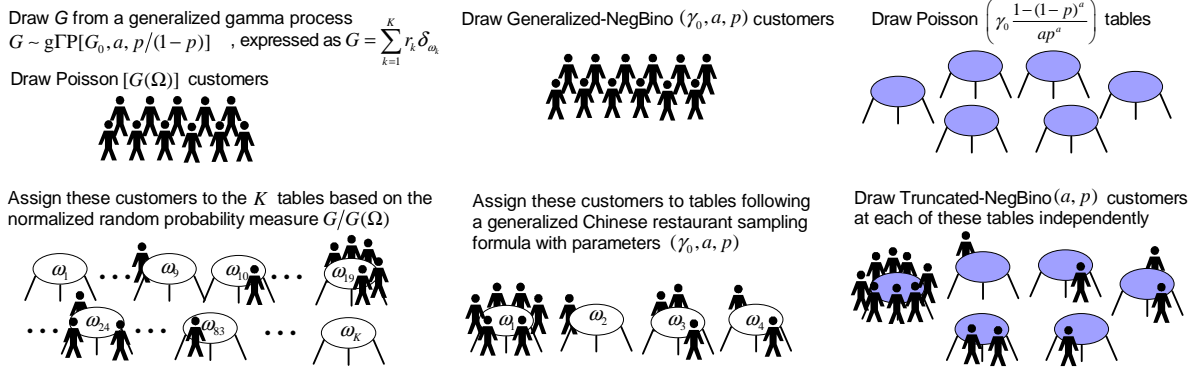 Draw G from a generalized gamma process
G ~ gΓP[G₀, a, p/(1−p)] , expressed as G = ∑_{k=1}^{K} r_k δ_{ω_k}
Draw Poisson [G(Ω)] customers
Assign these customers to the K tables based on the
normalized random probability measure G/G(Ω)
ω₁ ... ω₉ ω₁₀ ... ω₁₉
... ω₂₄ ... ω₈₃ ... ω_K
Draw Generalized-NegBino (γ₀, a, p) customers
Assign these customers to tables following
a generalized Chinese restaurant sampling
formula with parameters (γ₀, a, p)
ω₁ ω₂ ω₃ ω₄
Draw Poisson (γ₀ \frac{1−(1−p)^a}{ap^a}) tables
Draw Truncated-NegBino(a, p) customers
at each of these tables independently